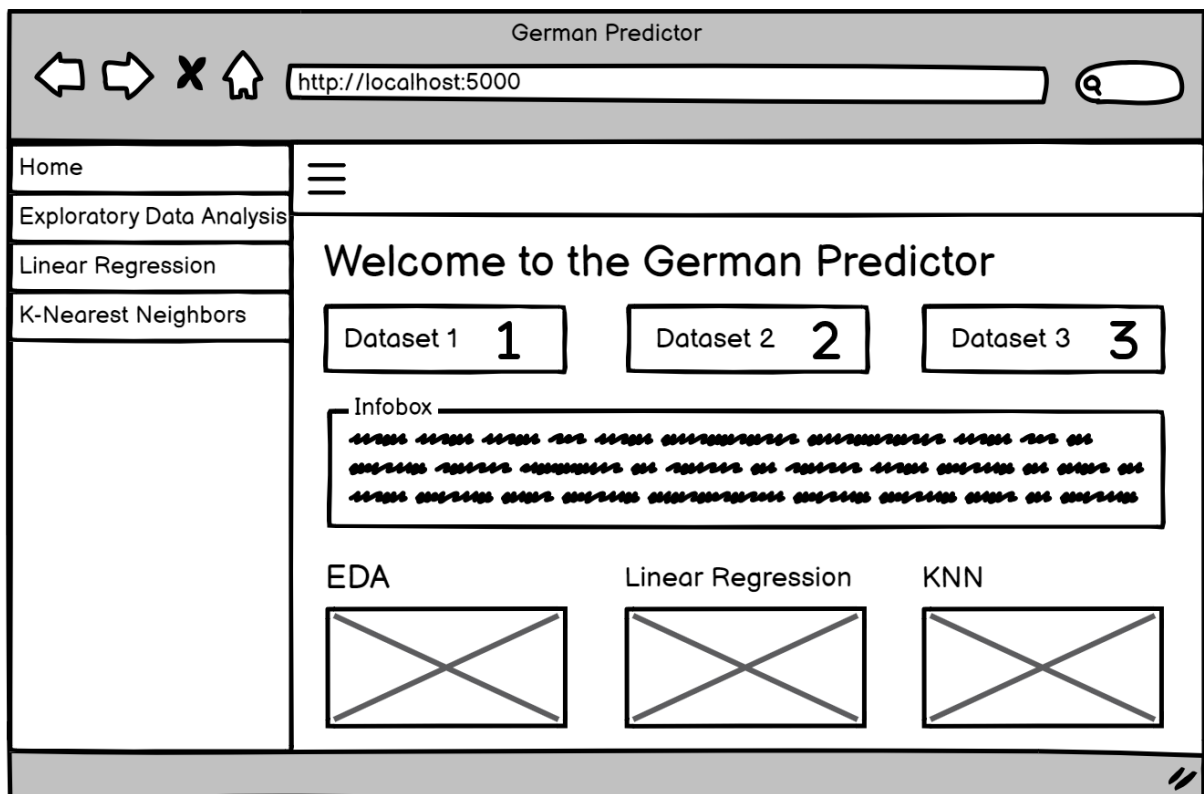 German Predictor
http://localhost:5000
Home
Exploratory Data Analysis
Linear Regression
K-Nearest Neighbors
Welcome to the German Predictor
Dataset 1 1
Dataset 2 2
Dataset 3 3
Infobox
EDA
Linear Regression
KNN